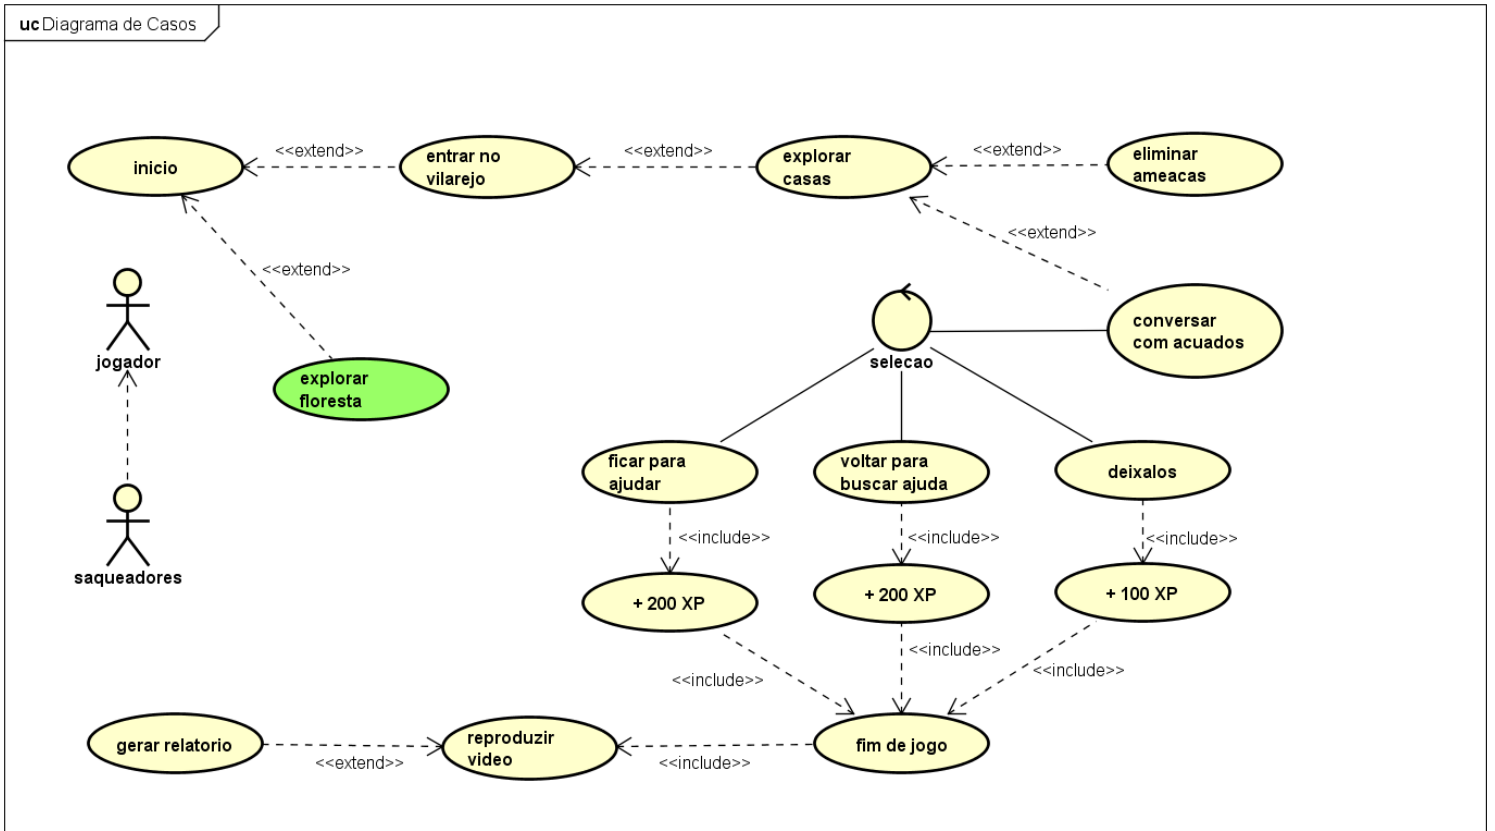 uc Diagrama de Casos
inicio
<<extend>>
entrar no
vilarejo
<<extend>>
explorar
casas
<<extend>>
eliminar
ameacas
<<extend>>
<<extend>>
jogador
explorar
floresta
selecao
conversar
com acuados
ficar para
ajudar
voltar para
buscar ajuda
deixalos
<<include>>
<<include>>
<<include>>
saqueadores
+ 200 XP
+ 200 XP
+ 100 XP
<<include>>
<<include>>
<<include>>
gerar relatorio
<<extend>>
reproduzir
video
<<include>>
fim de jogo